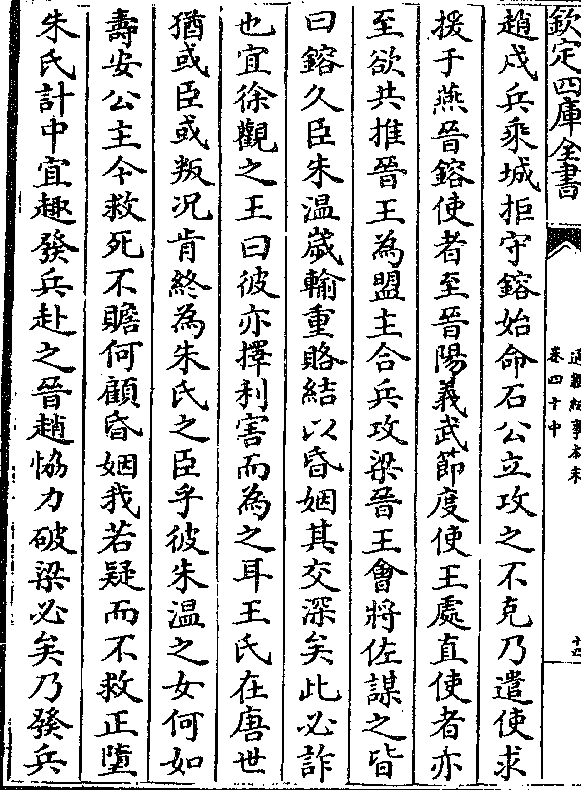 欽定四庫全書
通鑑紀事本末
卷四十中
十四
趙戍兵乘城拒守鎔始命石公立攻之不克乃遣使求
援于燕晉鎔使者至晉陽義武節度使王處直使者亦
至欲共推晉王為盟主合兵攻梁晉王會將佐謀之皆
曰鎔久臣朱溫歲輸重賂結以昏姻其交深矣此必詐
也宜徐觀之王曰彼亦擇利害而為之耳王氏在唐世
猶或臣或叛况肯終為朱氏之臣乎彼朱溫之女何如
壽安公主今救死不贍何顧昏姻我若疑而不救正墮
朱氏計中宜趣發兵赴之晉趙恊力破梁必矣乃發兵